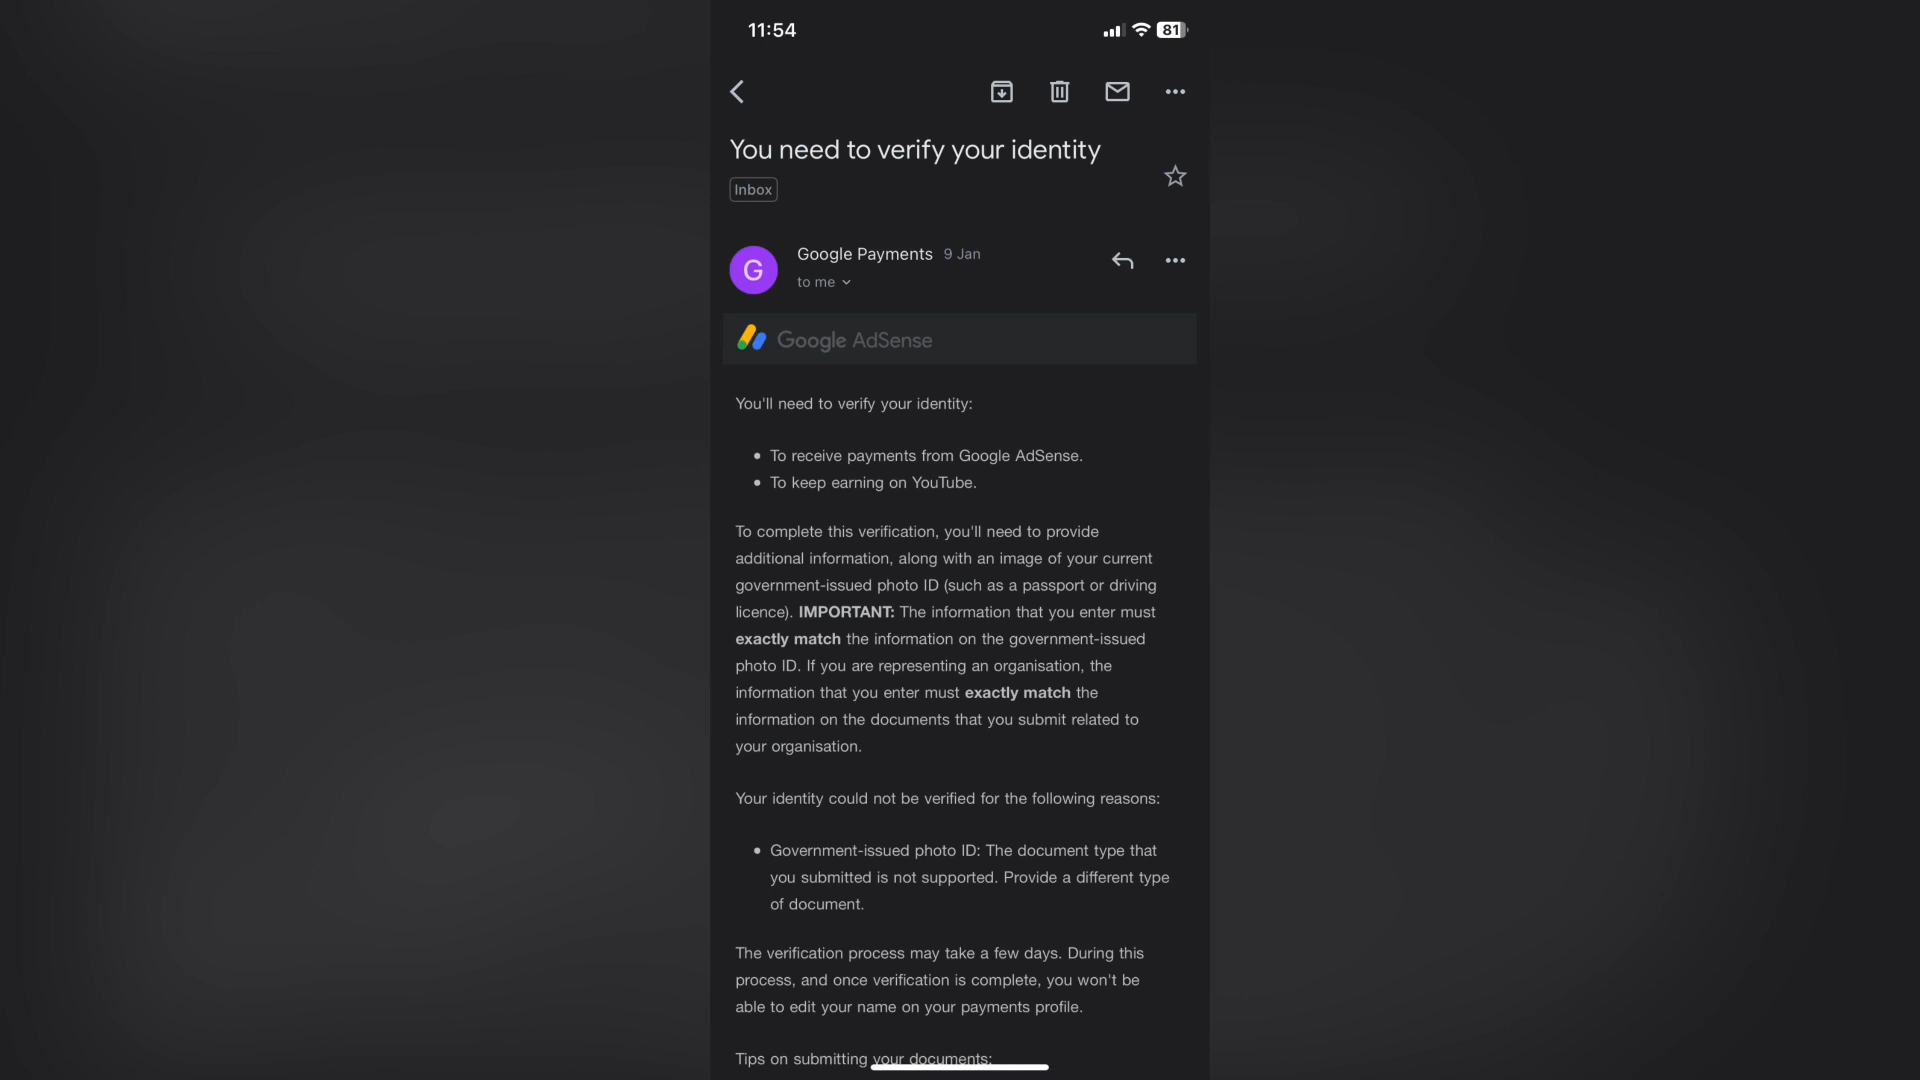 11:54
81
You need to verify your identity
Inbox
Google Payments 9 Jan
to me
G
Google AdSense
You'll need to verify your identity:
• To receive payments from Google AdSense.
• To keep earning on YouTube.
To complete this verification, you'll need to provide
additional information, along with an image of your current
government-issued photo ID (such as a passport or driving
licence). IMPORTANT: The information that you enter must
exactly match the information on the government-issued
photo ID. If you are representing an organisation, the
information that you enter must exactly match the
information on the documents that you submit related to
your organisation.
Your identity could not be verified for the following reasons:
• Government-issued photo ID: The document type that
you submitted is not supported. Provide a different type
of document.
The verification process may take a few days. During this
process, and once verification is complete, you won't be
able to edit your name on your payments profile.
Tips on submitting your documents: